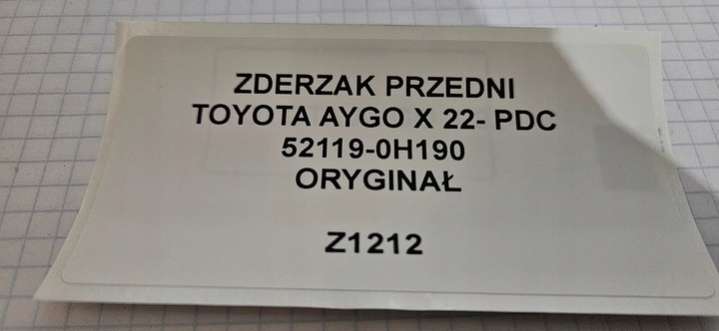 ZDERZAK PRZEDNI
TOYOTA AYGO X 22- PDC
52119-0H190
ORYGINAŁ
Z1212